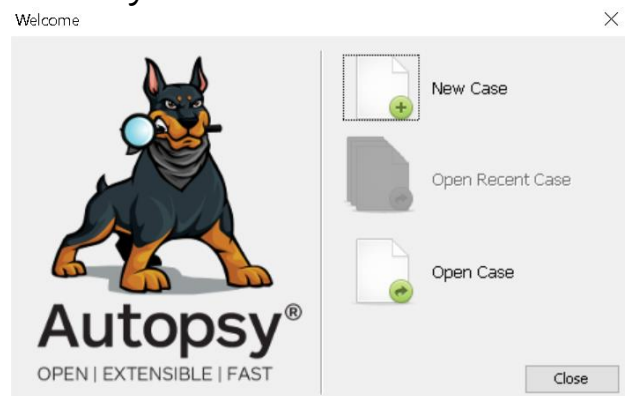 Welcome
New Case
Open Recent Case
Open Case
Autopsy®
OPEN | EXTENSIBLE | FAST
Close